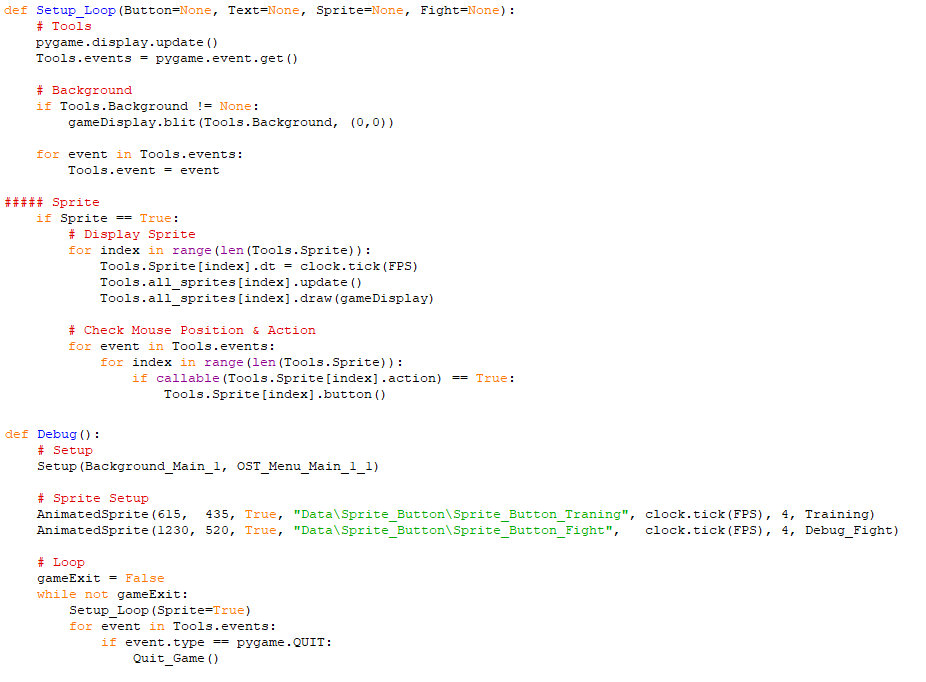 def Setup_Loop(Button=None, Text=None, Sprite=None, Fight=None):
    # Tools
    pygame.display.update()
    Tools.events = pygame.event.get()

    # Background
    if Tools.Background != None:
        gameDisplay.blit(Tools.Background, (0,0))

    for event in Tools.events:
        Tools.event = event

##### Sprite
    if Sprite == True:
        # Display Sprite
        for index in range(len(Tools.Sprite)):
            Tools.Sprite[index].dt = clock.tick(FPS)
            Tools.all_sprites[index].update()
            Tools.all_sprites[index].draw(gameDisplay)

        # Check Mouse Position & Action
        for event in Tools.events:
            for index in range(len(Tools.Sprite)):
                if callable(Tools.Sprite[index].action) == True:
                    Tools.Sprite[index].button()

def Debug():
    # Setup
    Setup(Background_Main_1, OST_Menu_Main_1_1)

    # Sprite Setup
    AnimatedSprite(615,  435, True, "Data\Sprite_Button\Sprite_Button_Traning", clock.tick(FPS), 4, Training)
    AnimatedSprite(1230, 520, True, "Data\Sprite_Button\Sprite_Button_Fight",   clock.tick(FPS), 4, Debug_Fight)

    # Loop
    gameExit = False
    while not gameExit:
        Setup_Loop(Sprite=True)
        for event in Tools.events:
            if event.type == pygame.QUIT:
                Quit_Game()